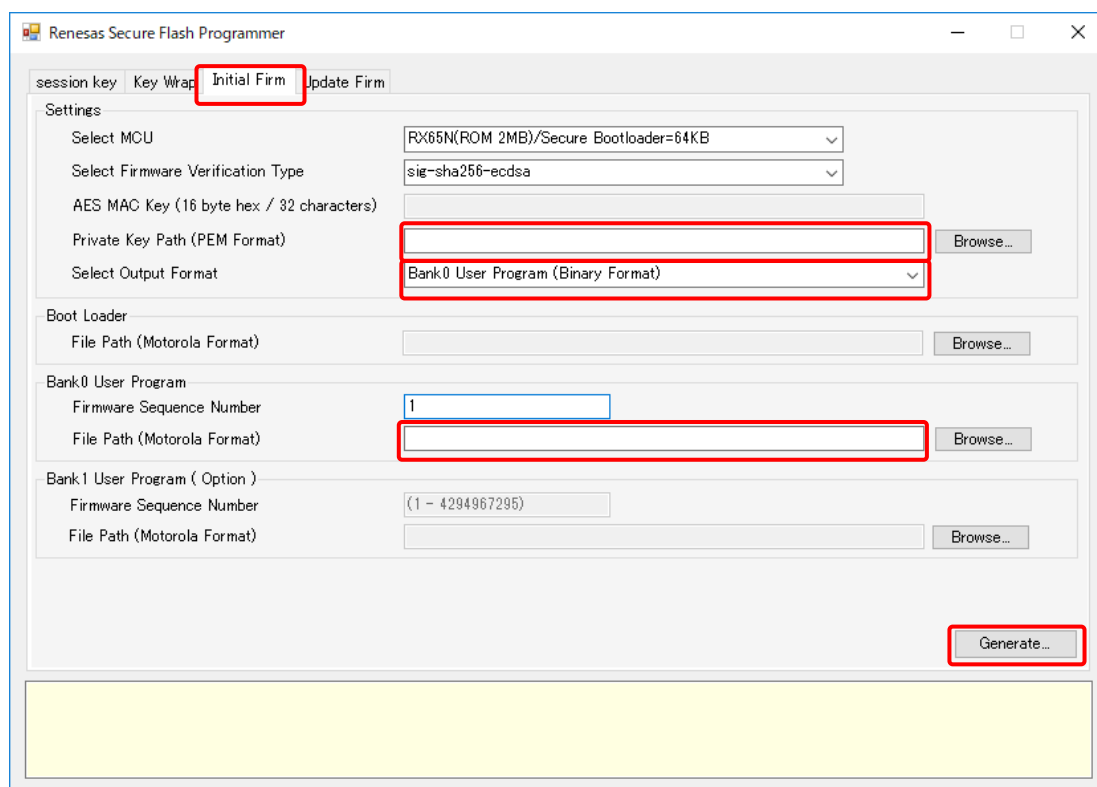 Renesas Secure Flash Programmer
session key Key Wrap Initial Firm Update Firm
Settings
Select MCU RX65N(ROM 2MB)/Secure Bootloader=64KB
Select Firmware Verification Type sig-sha256-ecdsa
AES MAC Key (16 byte hex / 32 characters)
Private Key Path (PEM Format) Browse...
Select Output Format Bank0 User Program (Binary Format)
Boot Loader
File Path (Motorola Format) Browse...
Bank0 User Program
Firmware Sequence Number 1
File Path (Motorola Format) Browse...
Bank1 User Program ( Option )
Firmware Sequence Number (1 - 4294967295)
File Path (Motorola Format) Browse...
Generate...